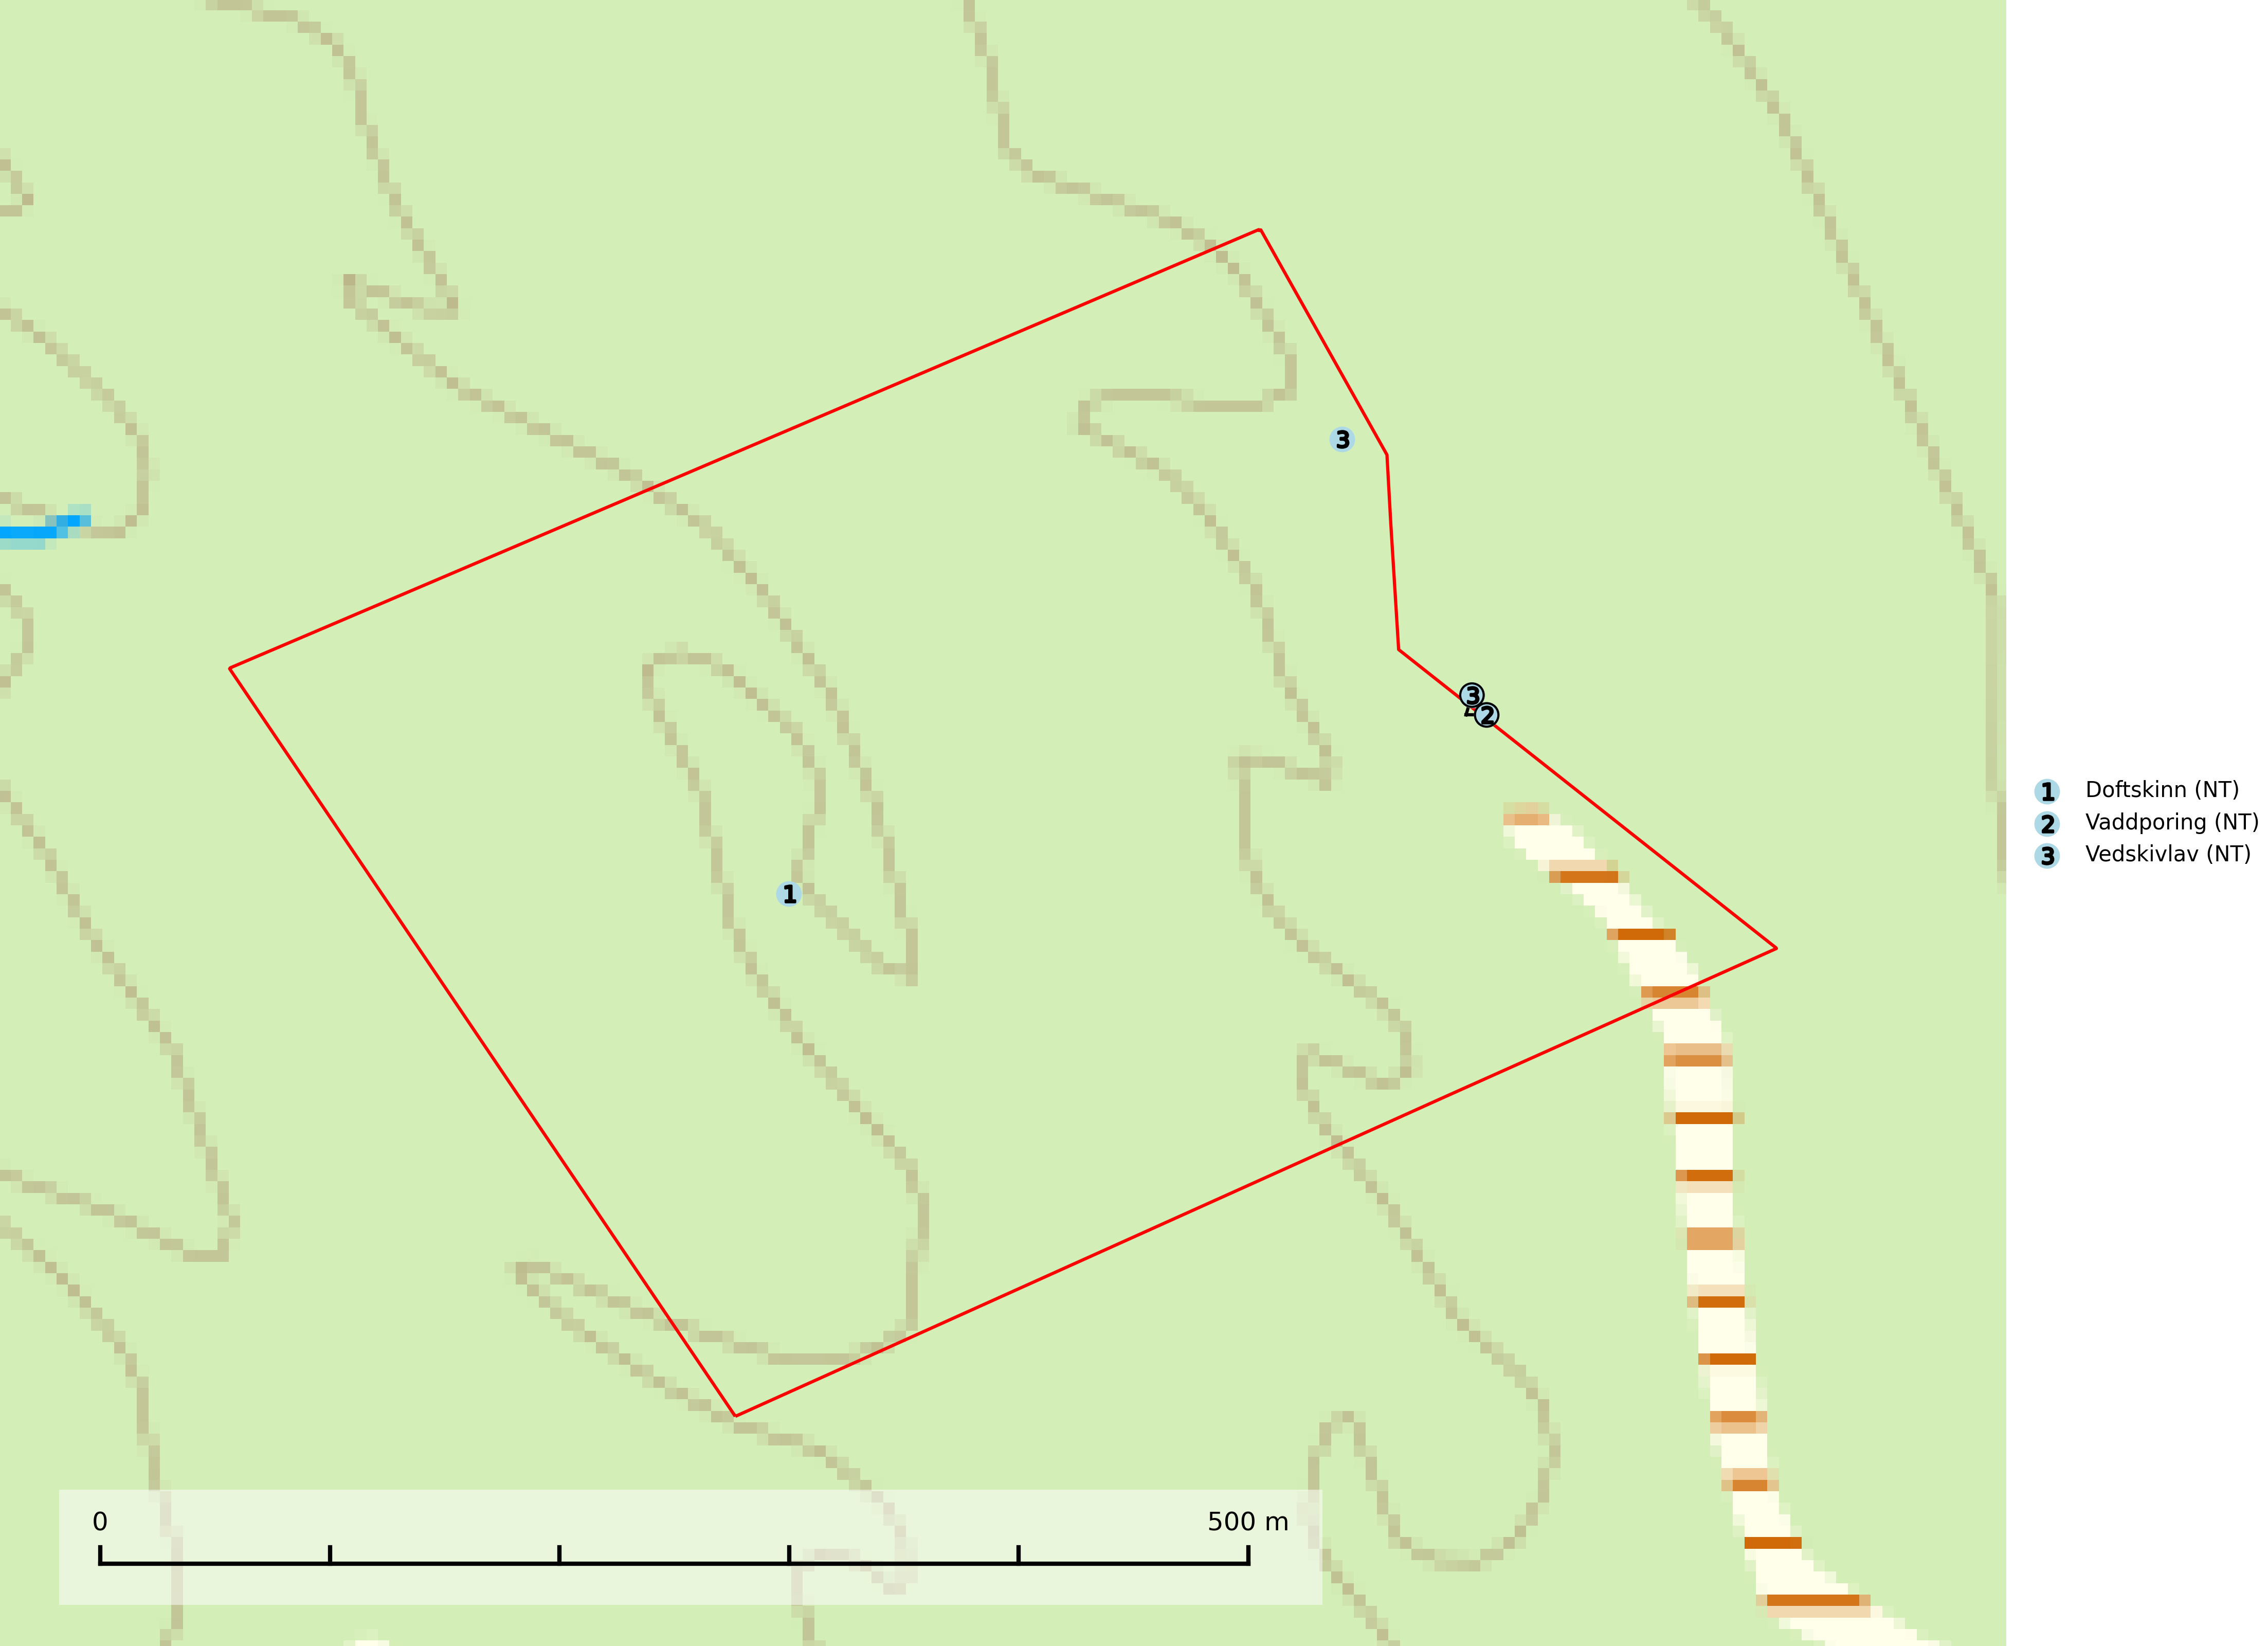 3
3
2
1
1 Doftskinn (NT)
2 Vaddporing (NT)
3 Vedskivlav (NT)
0 500 m